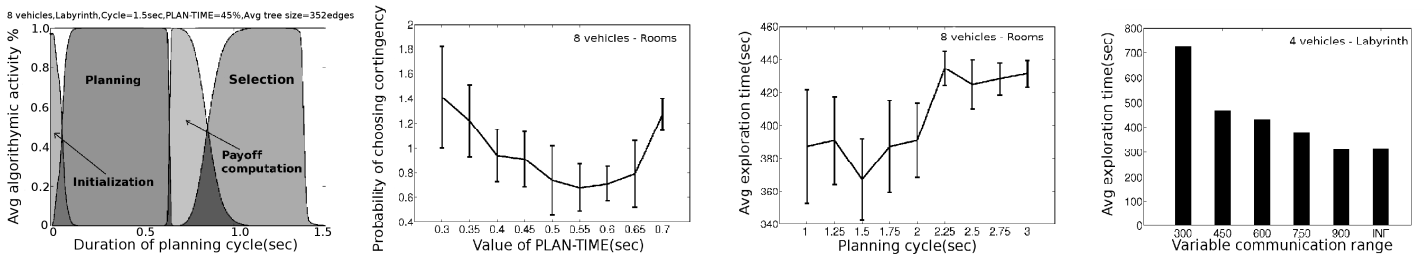 8 vehicles,Labyrinth,Cycle=1.5sec,PLAN-TIME=45%,Avg tree size=352edges
Avg algorithymic activity %
1.0
0.8
0.6
0.4
0.2
0
Planning
Selection
Payoff
computation
Initialization
0 0.5 1.0 1.5
Duration of planning cycle(sec)
Probability of choosing contingency
2
1.8
1.6
1.4
1.2
1
0.8
0.6
0.4
8 vehicles - Rooms
0.3 0.35 0.4 0.45 0.5 0.55 0.6 0.65 0.7
Value of PLAN-TIME(sec)
Avg exploration time(sec)
460
440
420
400
380
360
340
8 vehicles - Rooms
1 1.25 1.5 1.75 2 2.25 2.5 2.75 3
Planning cycle(sec)
Avg exploration time(sec)
800
700
600
500
400
300
200
100
0
4 vehicles - Labyrinth
300 450 600 750 900 INF
Variable communication range